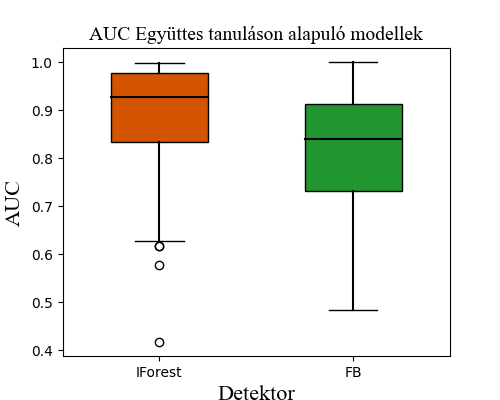 AUC Együttes tanuláson alapuló modellek
1.0
0.9
0.8
0.7
0.6
0.5
0.4
AUC
IForest
FB
Detektor